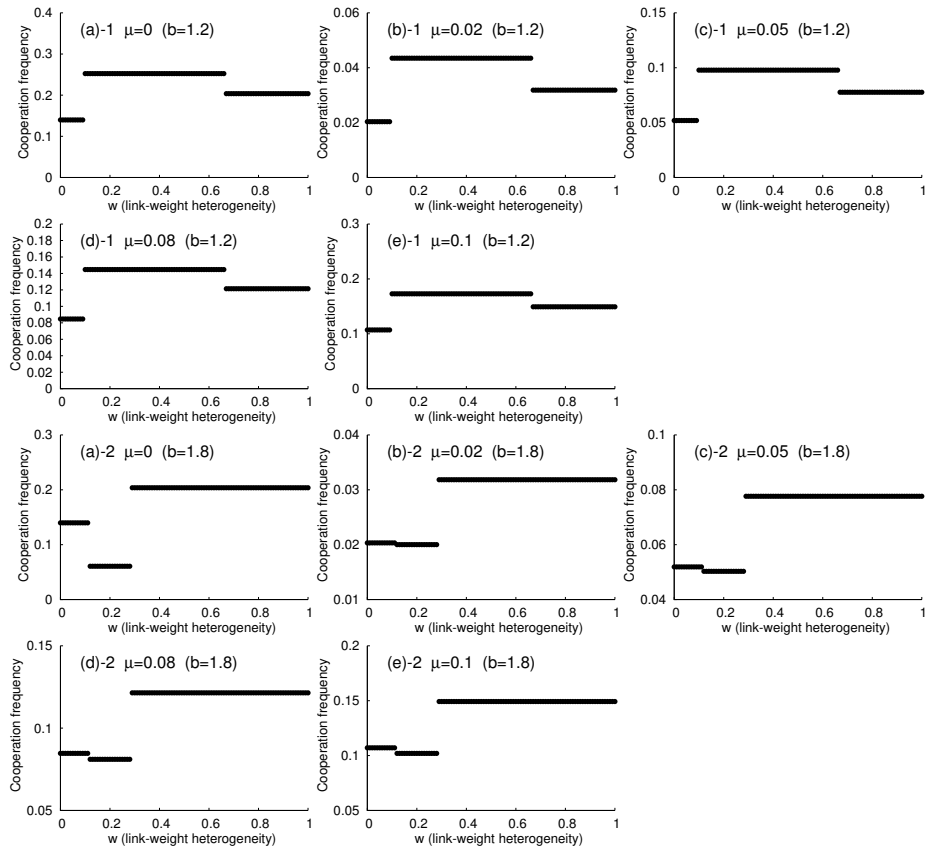 (a)-1 μ=0 (b=1.2)
Cooperation frequency
0.4
0.3
0.2
0.1
0
0 0.2 0.4 0.6 0.8 1
w (link-weight heterogeneity)
(b)-1 μ=0.02 (b=1.2)
Cooperation frequency
0.06
0.04
0.02
0
0 0.2 0.4 0.6 0.8 1
w (link-weight heterogeneity)
(c)-1 μ=0.05 (b=1.2)
Cooperation frequency
0.15
0.1
0.05
0
0 0.2 0.4 0.6 0.8 1
w (link-weight heterogeneity)
(d)-1 μ=0.08 (b=1.2)
Cooperation frequency
0.2
0.18
0.16
0.14
0.12
0.1
0.08
0.06
0.04
0.02
0
0 0.2 0.4 0.6 0.8 1
w (link-weight heterogeneity)
(e)-1 μ=0.1 (b=1.2)
Cooperation frequency
0.3
0.2
0.1
0
0 0.2 0.4 0.6 0.8 1
w (link-weight heterogeneity)
(a)-2 μ=0 (b=1.8)
Cooperation frequency
0.3
0.2
0.1
0
0 0.2 0.4 0.6 0.8 1
w (link-weight heterogeneity)
(b)-2 μ=0.02 (b=1.8)
Cooperation frequency
0.04
0.03
0.02
0.01
0 0.2 0.4 0.6 0.8 1
w (link-weight heterogeneity)
(c)-2 μ=0.05 (b=1.8)
Cooperation frequency
0.1
0.08
0.06
0.04
0 0.2 0.4 0.6 0.8 1
w (link-weight heterogeneity)
(d)-2 μ=0.08 (b=1.8)
Cooperation frequency
0.15
0.1
0.05
0 0.2 0.4 0.6 0.8 1
w (link-weight heterogeneity)
(e)-2 μ=0.1 (b=1.8)
Cooperation frequency
0.2
0.15
0.1
0.05
0 0.2 0.4 0.6 0.8 1
w (link-weight heterogeneity)